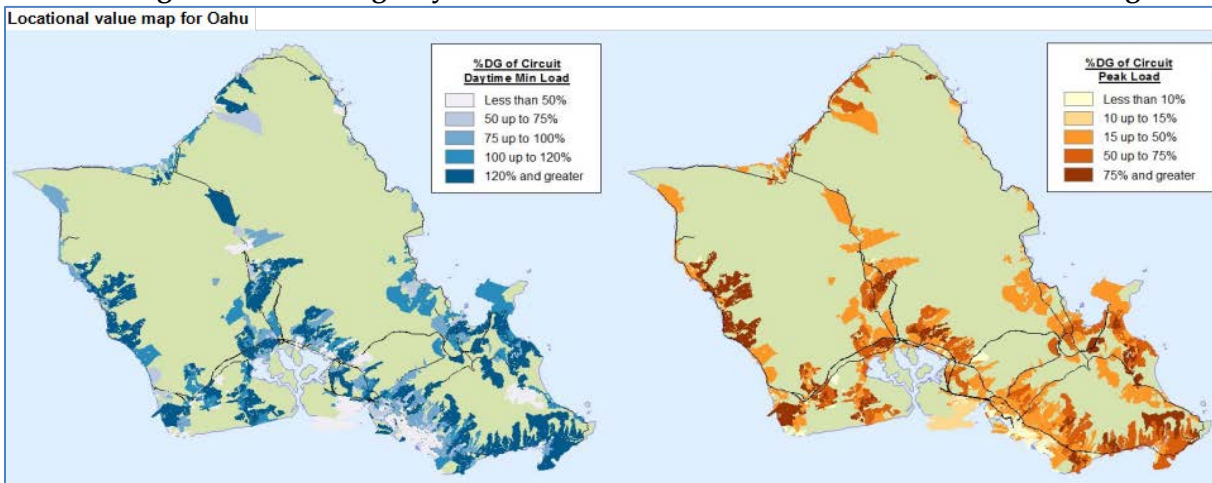 Locational value map for Oahu
%DG of Circuit
Daytime Min Load
Less than 50%
50 up to 75%
75 up to 100%
100 up to 120%
120% and greater
%DG of Circuit
Peak Load
Less than 10%
10 up to 15%
15 up to 50%
50 up to 75%
75% and greater